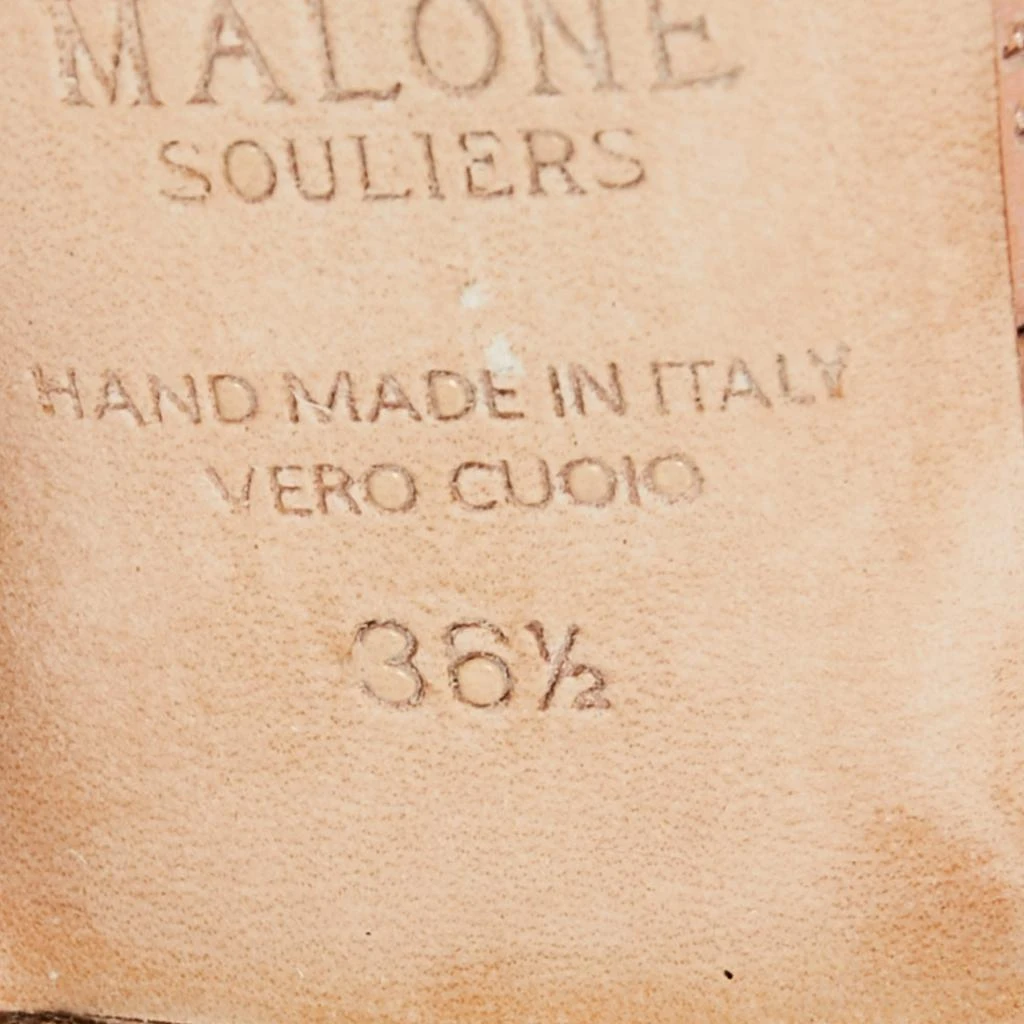 MALONE
SOULIERS
HAND MADE IN ITALY
VERO CUOIO
36½